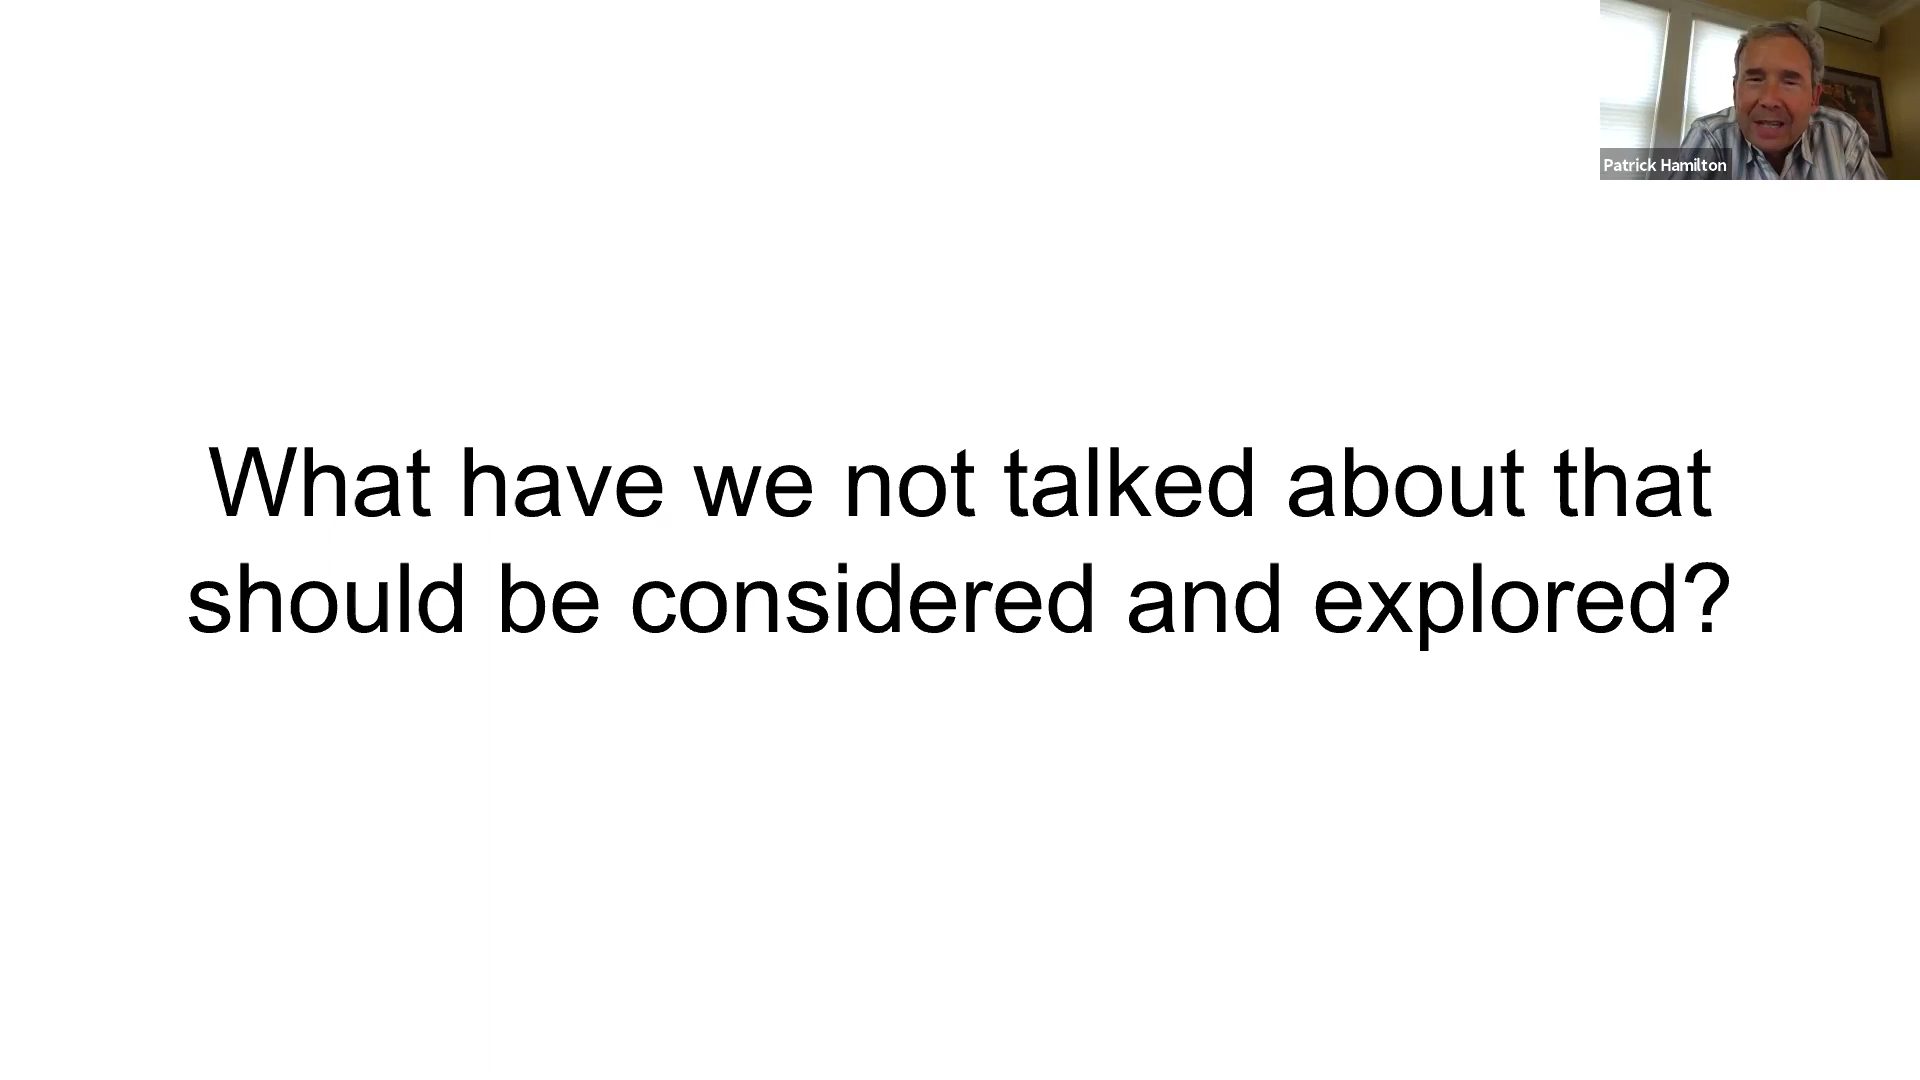 Patrick Hamilton
What have we not talked about that
should be considered and explored?